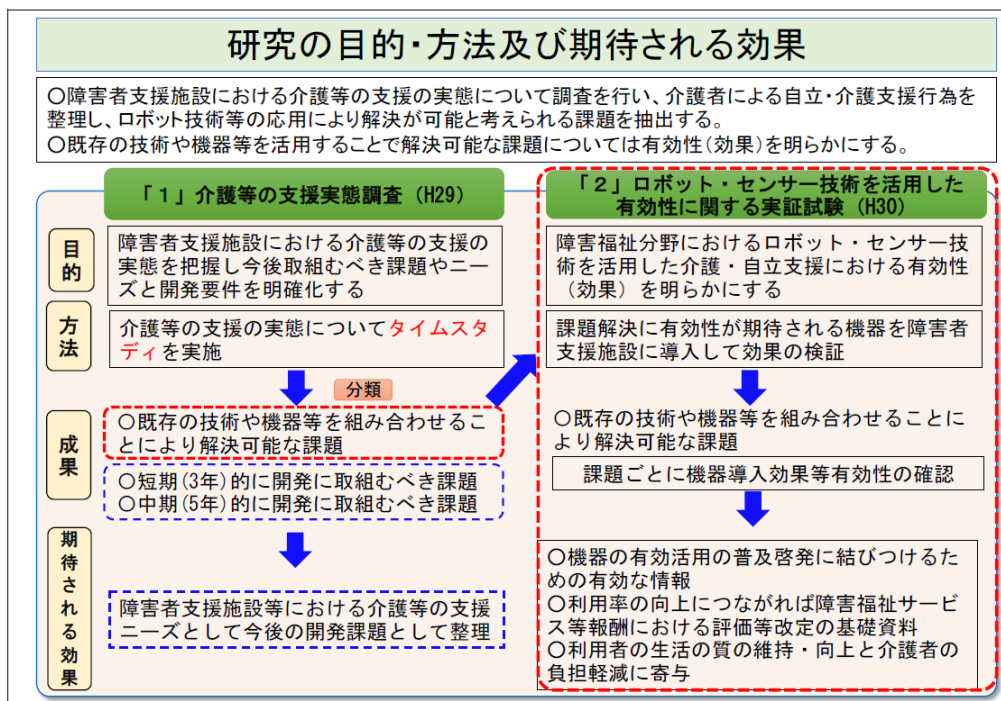 研究の目的・方法及び期待される効果
〇障害者支援施設における介護等の支援の実態について調査を行い、介護者による自立・介護支援行為を
整理し、ロボット技術等の応用により解決が可能と考えられる課題を抽出する。
〇既存の技術や機器等を活用することで解決可能な課題については有効性(効果)を明らかにする。
「1」介護等の支援実態調査（H29）
目的
障害者支援施設における介護等の支援の
実態を把握し今後取組むべき課題やニー
ズと開発要件を明確化する
方法
介護等の支援の実態についてタイムスタ
ディを実施
分類
成果
〇既存の技術や機器等を組み合わせるこ
とにより解決可能な課題
〇短期(3年)的に開発に取組むべき課題
〇中期(5年)的に開発に取組むべき課題
期待される効果
障害者支援施設等における介護等の支援
ニーズとして今後の開発課題として整理
「2」ロボット・センサー技術を活用した
有効性に関する実証試験（H30）
障害福祉分野におけるロボット・センサー技
術を活用した介護・自立支援における有効性
（効果）を明らかにする
課題解決に有効性が期待される機器を障害者
支援施設に導入して効果の検証
〇既存の技術や機器等を組み合わせることに
より解決可能な課題
課題ごとに機器導入効果等有効性の確認
〇機器の有効活用の普及啓発に結びつけるた
めの有効な情報
〇利用率の向上につながれば障害福祉サービ
ス等報酬における評価等改定の基礎資料
〇利用者の生活の質の維持・向上と介護者の
負担軽減に寄与